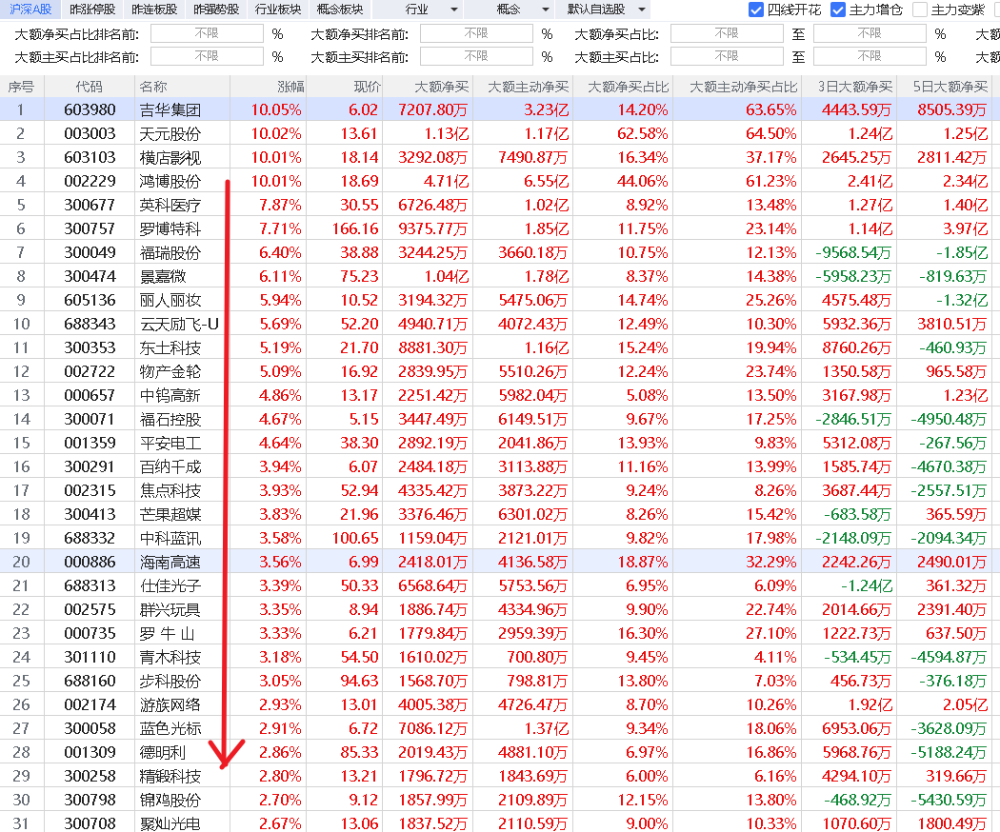 沪深A股 昨涨停股 昨连板股 昨强势股 行业板块 概念板块 行业 概念 默认自选股 四线开花 主力增仓 主力变紫
大额净买占比排名前: 不限 % 大额净买排名前: 不限 % 大额净买占比: 不限 至 不限 % 大额
大额主买占比排名前: 不限 % 大额主买排名前: 不限 % 大额主买占比: 不限 至 不限 % 大额
序号 代码 名称 涨幅 现价 大额净买 大额主动净买 大额净买占比 大额主动净买占比 3日大额净买 5日大额净买
1 603980 吉华集团 10.05% 6.02 7207.80万 3.23亿 14.20% 63.65% 4443.59万 8505.39万
2 003003 天元股份 10.02% 13.61 1.13亿 1.17亿 62.58% 64.50% 1.24亿 1.25亿
3 603103 横店影视 10.01% 18.14 3292.08万 7490.87万 16.34% 37.17% 2645.25万 2811.42万
4 002229 鸿博股份 10.01% 18.69 4.71亿 6.55亿 44.06% 61.23% 2.41亿 2.34亿
5 300677 英科医疗 7.87% 30.55 6726.48万 1.02亿 8.92% 13.48% 1.27亿 1.40亿
6 300757 罗博特科 7.71% 166.16 9375.77万 1.85亿 11.75% 23.14% 1.14亿 3.97亿
7 300049 福瑞股份 6.40% 38.88 3244.25万 3660.18万 10.75% 12.13% -9568.54万 -1.85亿
8 300474 景嘉微 6.11% 75.23 1.04亿 1.78亿 8.37% 14.38% -5958.23万 -819.63万
9 605136 丽人丽妆 5.94% 10.52 3194.32万 5475.06万 14.74% 25.26% 4575.48万 -1.32亿
10 688343 云天励飞-U 5.69% 52.20 4940.71万 4072.43万 12.49% 10.30% 5932.36万 3810.51万
11 300353 东土科技 5.19% 21.70 8881.30万 1.16亿 15.24% 19.94% 8760.26万 -460.93万
12 002722 物产金轮 5.09% 16.92 2839.95万 5510.26万 12.24% 23.74% 1350.58万 965.58万
13 000657 中钨高新 4.86% 13.17 2251.42万 5982.04万 5.08% 13.50% 3167.98万 1.23亿
14 300071 福石控股 4.67% 5.15 3447.49万 6149.51万 9.67% 17.25% -2846.51万 -4950.48万
15 001359 平安电工 4.64% 38.30 2892.19万 2041.86万 13.93% 9.83% 5312.08万 -267.56万
16 300291 百纳千成 3.94% 6.07 2484.18万 3113.88万 11.16% 13.99% 1585.74万 -4670.38万
17 002315 焦点科技 3.93% 52.94 4335.42万 3873.22万 9.24% 8.26% 3687.44万 -2557.51万
18 300413 芒果超媒 3.83% 21.96 3376.46万 6301.02万 8.26% 15.42% -683.58万 365.59万
19 688332 中科蓝讯 3.58% 100.65 1159.04万 2121.01万 9.82% 17.98% -2148.09万 -2094.34万
20 000886 海南高速 3.56% 6.99 2418.01万 4136.58万 18.87% 32.29% 2242.26万 2490.01万
21 688313 仕佳光子 3.39% 50.33 6568.64万 5753.56万 6.95% 6.09% -1.24亿 361.32万
22 002575 群兴玩具 3.35% 8.94 1886.74万 4334.96万 9.90% 22.74% 2014.66万 2391.40万
23 000735 罗 牛 山 3.33% 6.21 1779.84万 2959.39万 16.30% 27.10% 1222.73万 637.50万
24 301110 青木科技 3.18% 54.50 1610.02万 700.80万 9.45% 4.11% -534.45万 -4594.87万
25 688160 步科股份 3.05% 94.63 1568.70万 798.81万 13.80% 7.03% 456.73万 -376.18万
26 002174 游族网络 2.93% 13.01 4005.38万 4726.47万 8.70% 10.26% 1.92亿 2.05亿
27 300058 蓝色光标 2.91% 6.72 7086.12万 1.37亿 9.34% 18.06% 6953.06万 -3628.09万
28 001309 德明利 2.86% 85.33 2019.43万 4881.10万 6.97% 16.86% 5968.76万 -5188.24万
29 300258 精锻科技 2.80% 13.21 1796.72万 1843.69万 6.00% 6.16% 4294.10万 319.66万
30 300798 锦鸡股份 2.70% 9.12 1857.99万 2109.89万 12.15% 13.80% -468.92万 -5430.59万
31 300708 聚灿光电 2.67% 13.06 1837.52万 2110.59万 9.00% 10.33% 1070.60万 1800.49万